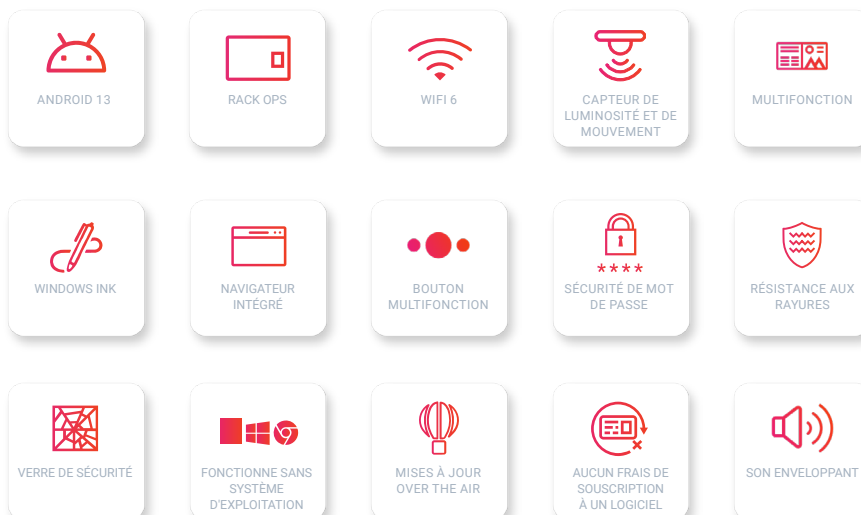 ANDROID 13
RACK OPS
WIFI 6
CAPTEUR DE
LUMINOSITÉ ET DE
MOUVEMENT
MULTIFONCTION
WINDOWS INK
NAVIGATEUR
INTÉGRÉ
BOUTON
MULTIFONCTION
****
SÉCURITÉ DE MOT
DE PASSE
RÉSISTANCE AUX
RAYURES
VERRE DE SÉCURITÉ
FONCTIONNE SANS
SYSTÈME
D'EXPLOITATION
MISES À JOUR
OVER THE AIR
AUCUN FRAIS DE
SOUSCRIPTION
À UN LOGICIEL
SON ENVELOPPANT